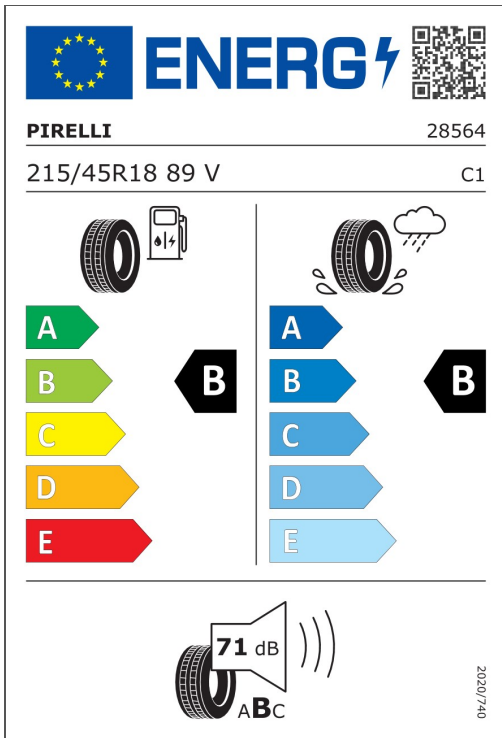 ENERG
PIRELLI 28564
215/45R18 89 V C1
A A
B B B B
C C
D D
E E
71 dB
ABC
2020/740